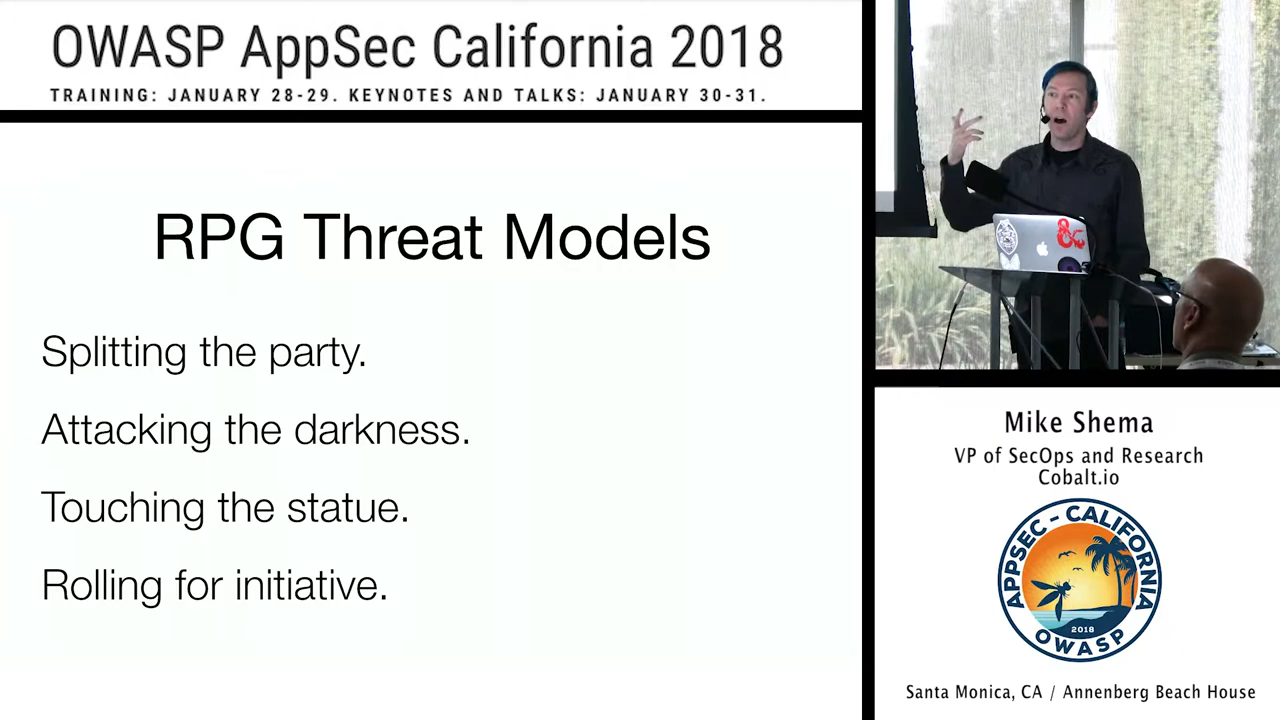 OWASP AppSec California 2018
TRAINING: JANUARY 28-29. KEYNOTES AND TALKS: JANUARY 30-31.
RPG Threat Models
Splitting the party.
Attacking the darkness.
Touching the statue.
Rolling for initiative.
Mike Shema
VP of SecOps and Research
Cobalt.io
APPSEC - CALIFORNIA
2018
OWASP
Santa Monica, CA / Annenberg Beach House